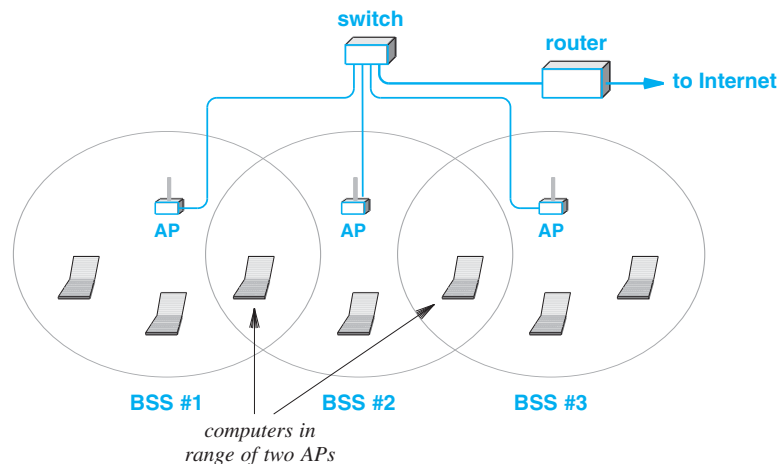 switch
router
to Internet
AP
AP
AP
BSS #1
BSS #2
BSS #3
computers in
range of two APs